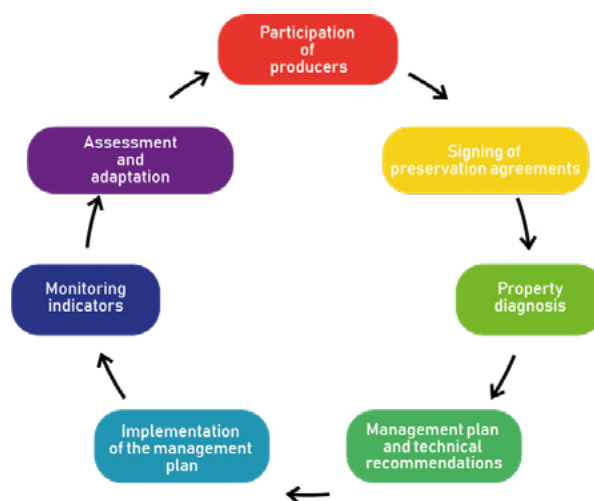 Participation
of
producers
Signing of
preservation agreements
Property
diagnosis
Management plan
and technical
recommendations
Implementation
of the management
plan
Monitoring
indicators
Assessment
and
adaptation